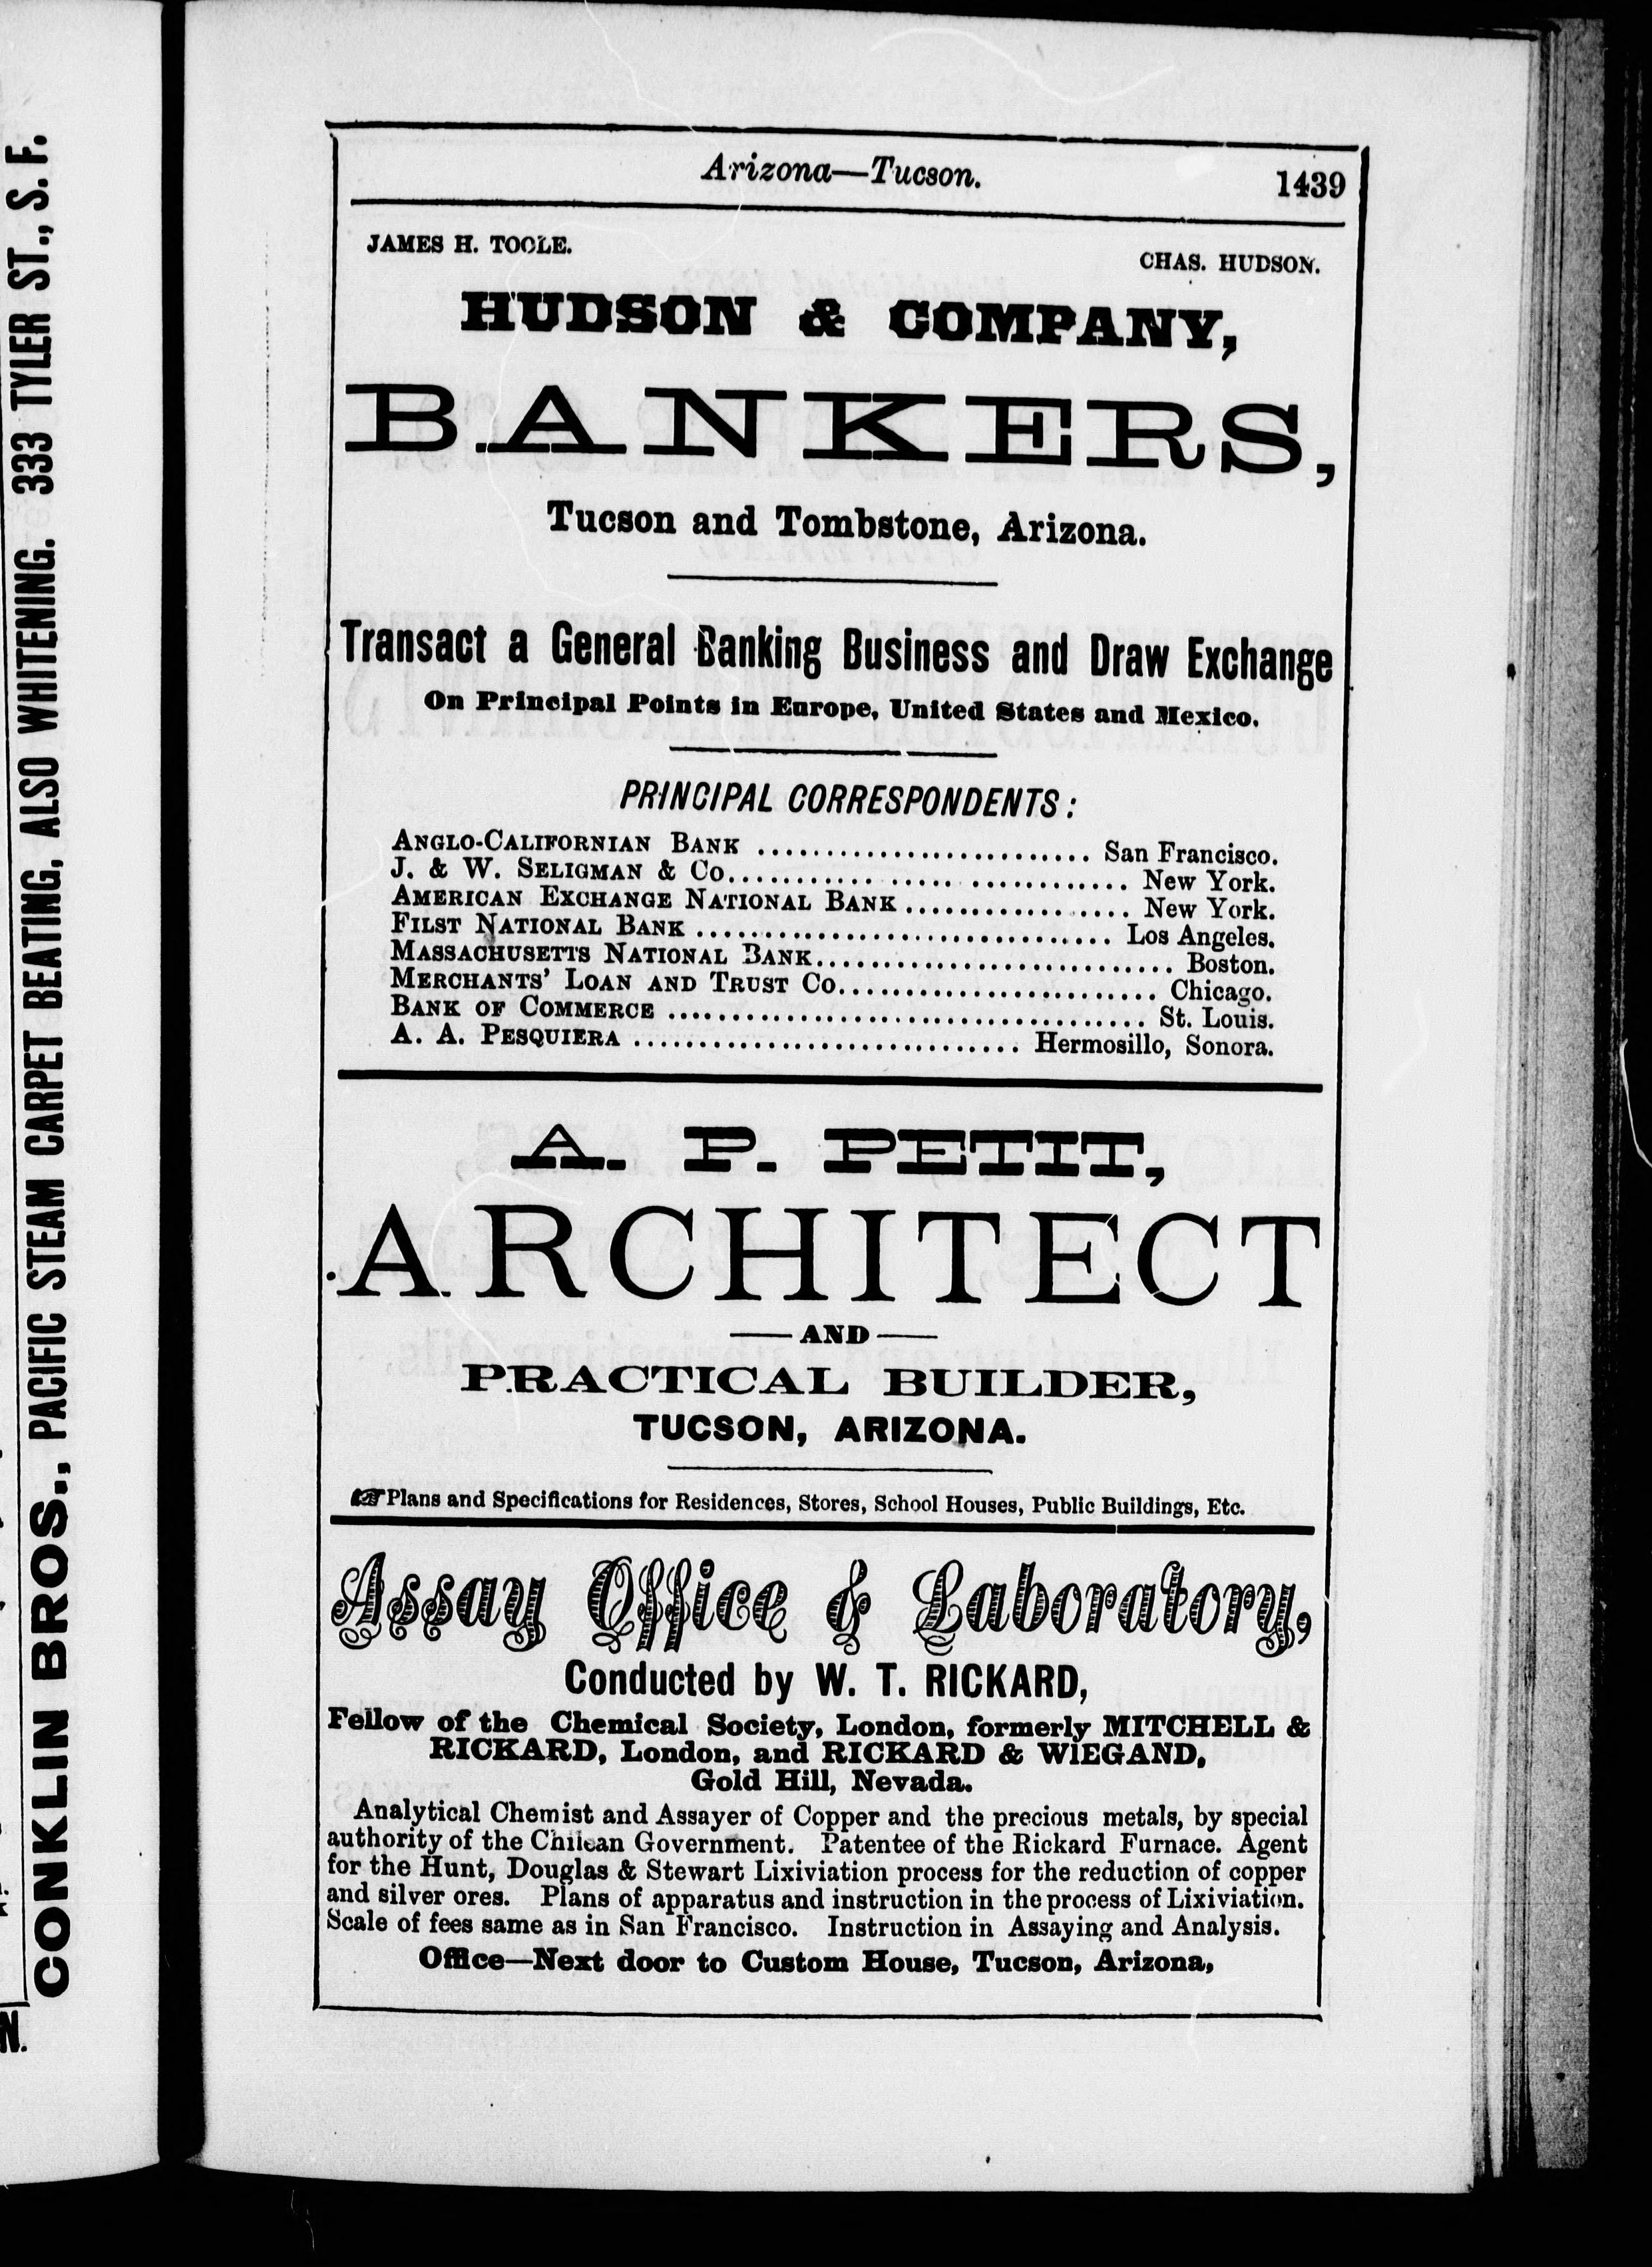 CONKLIN BROS., PACIFIC STEAM CARPET BEATING, ALSO WHITENING. 333 TYLER ST., S. F.
N.
Arizona—Tucson.
1439
JAMES H. TOOLE.
CHAS. HUDSON.
HUDSON & COMPANY,
BANKERS,
Tucson and Tombstone, Arizona.
Transact a General Banking Business and Draw Exchange
On Principal Points in Europe, United States and Mexico.
PRINCIPAL CORRESPONDENTS:
ANGLO-CALIFORNIAN BANK ........................ San Francisco.
J. & W. SELIGMAN & CO............................. New York.
AMERICAN EXCHANGE NATIONAL BANK ................ New York.
FILST NATIONAL BANK ............................... Los Angeles.
MASSACHUSETTS NATIONAL BANK.......................... Boston.
MERCHANTS' LOAN AND TRUST CO........................ Chicago.
BANK OF COMMERCE .................................... St. Louis.
A. A. PESQUIERA ............................. Hermosillo, Sonora.
A. P. PETIT,
ARCHITECT
—AND—
PRACTICAL BUILDER,
TUCSON, ARIZONA.
☞Plans and Specifications for Residences, Stores, School Houses, Public Buildings, Etc.
Assay Office & Laboratory,
Conducted by W. T. RICKARD,
Fellow of the Chemical Society, London, formerly MITCHELL &
RICKARD, London, and RICKARD & WIEGAND,
Gold Hill, Nevada.
Analytical Chemist and Assayer of Copper and the precious metals, by special
authority of the Chilean Government. Patentee of the Rickard Furnace. Agent
for the Hunt, Douglas & Stewart Lixiviation process for the reduction of copper
and silver ores. Plans of apparatus and instruction in the process of Lixiviation.
Scale of fees same as in San Francisco. Instruction in Assaying and Analysis.
Office—Next door to Custom House, Tucson, Arizona,